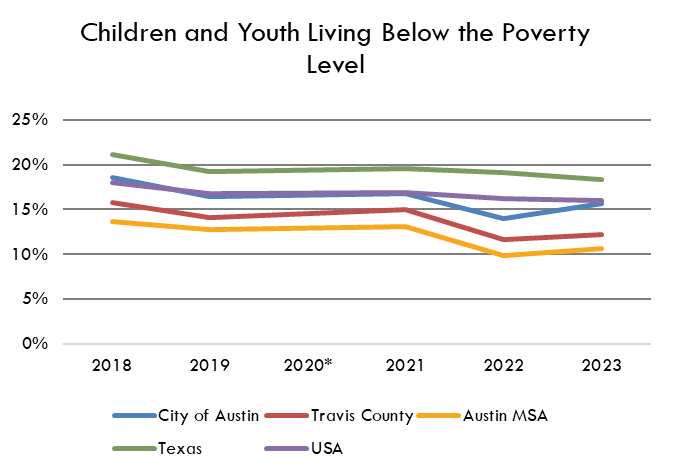 Children and Youth Living Below the Poverty
Level
25%
20%
15%
10%
5%
0%
2018 2019 2020* 2021 2022 2023
City of Austin Travis County Austin MSA
Texas USA